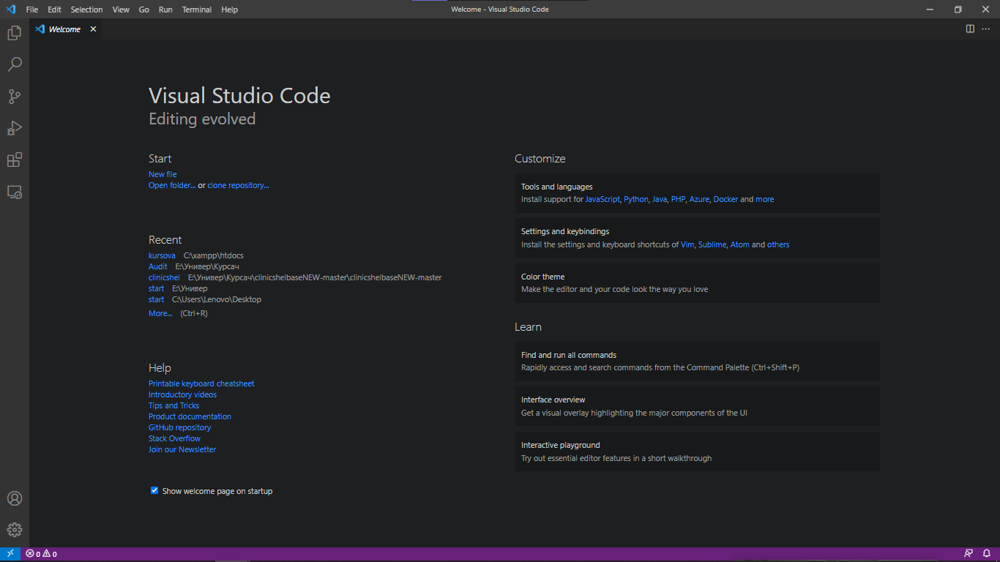 File Edit Selection View Go Run Terminal Help
Welcome - Visual Studio Code
Welcome
Visual Studio Code
Editing evolved
Start
New file
Open folder... or clone repository...
Recent
kursova C:\xampp\htdocs
Audit E:\Универ\Курсач
clinicshel E:\Универ\Курсач\clinicshelbaseNEW-master\clinicshelbaseNEW-master
start E:\Универ
start C:\Users\Lenovo\Desktop
More... (Ctrl+R)
Help
Printable keyboard cheatsheet
Introductory videos
Tips and Tricks
Product documentation
GitHub repository
Stack Overflow
Join our Newsletter
Show welcome page on startup
Customize
Tools and languages
Install support for JavaScript, Python, Java, PHP, Azure, Docker and more
Settings and keybindings
Install the settings and keyboard shortcuts of Vim, Sublime, Atom and others
Color theme
Make the editor and your code look the way you love
Learn
Find and run all commands
Rapidly access and search commands from the Command Palette (Ctrl+Shift+P)
Interface overview
Get a visual overlay highlighting the major components of the UI
Interactive playground
Try out essential editor features in a short walkthrough
0 0